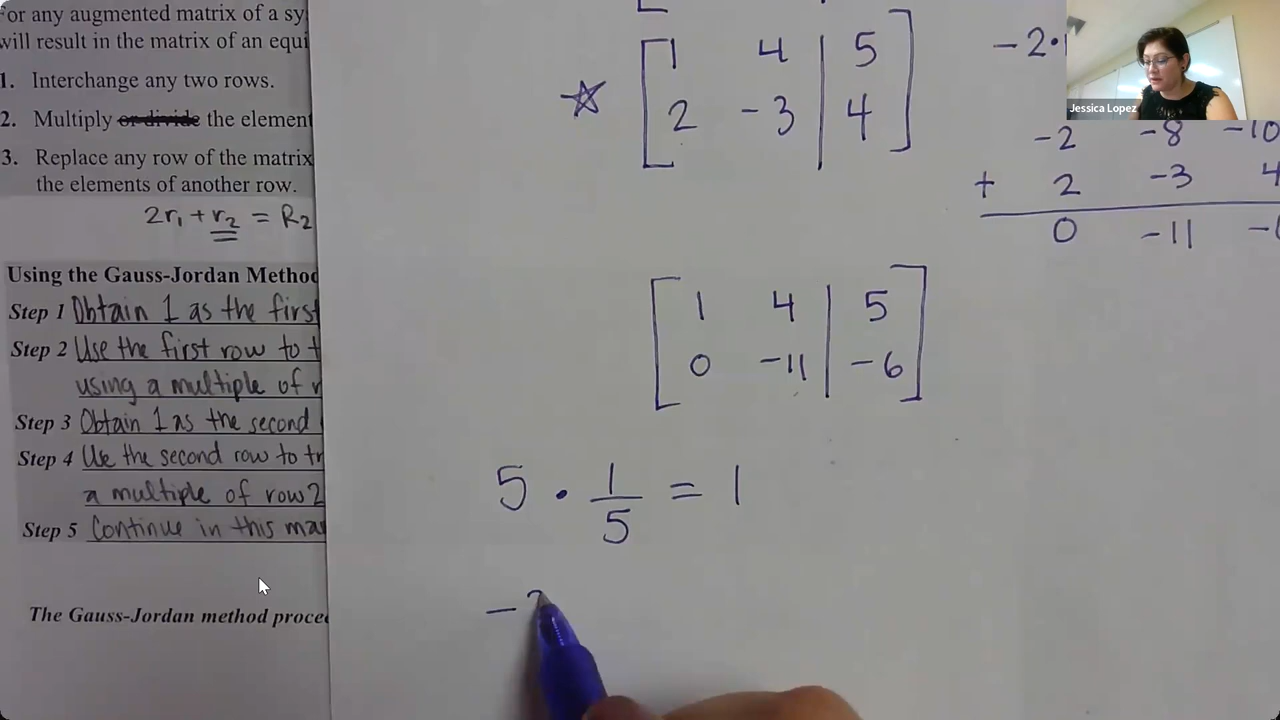 For any augmented matrix of a sy
will result in the matrix of an equi
1. Interchange any two rows.
2. Multiply or divide the element
3. Replace any row of the matrix
the elements of another row.
2r₁ + r₂ = R₂
Using the Gauss-Jordan Method
Step 1 Obtain 1 as the first
Step 2 Use the first row to t
using a multiple of r
Step 3 Obtain 1 as the second
Step 4 Use the second row to tr
a multiple of row 2
Step 5 Continue in this ma
The Gauss-Jordan method procee
☆ [ 1 4 | 5 ]
[ 2 -3 | 4 ]
[ 1 4 | 5 ]
[ 0 -11 | -6 ]
5 · 1/5 = 1
-
-2·
Jessica Lopez
-2 -8 -10
+ 2 -3 4
0 -11 -